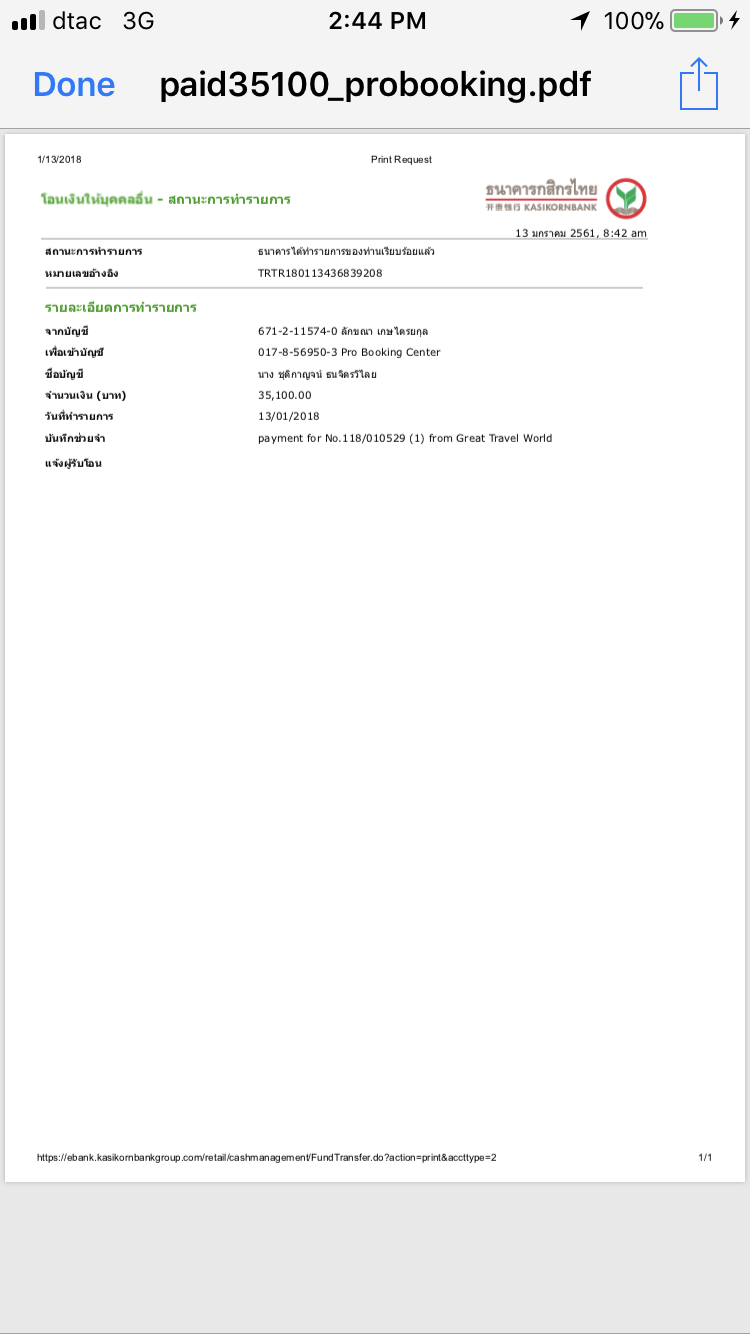 dtac 3G 2:44 PM 100%
Done paid35100_probooking.pdf
1/13/2018 Print Request
โอนเงินให้บุคคลอื่น - สถานะการทำรายการ
ธนาคารกสิกรไทย
开泰银行 KASIKORNBANK
13 มกราคม 2561, 8:42 am
สถานะการทำรายการ ธนาคารได้ทำรายการของท่านเรียบร้อยแล้ว
หมายเลขอ้างอิง TRTR180113436839208
รายละเอียดการทำรายการ
จากบัญชี 671-2-11574-0 ลักขณา เกษไตรยกุล
เพื่อเข้าบัญชี 017-8-56950-3 Pro Booking Center
ชื่อบัญชี นาง ชุติกาญจน์ ธนจิตรวิไลย
จำนวนเงิน (บาท) 35,100.00
วันที่ทำรายการ 13/01/2018
บันทึกช่วยจำ payment for No.118/010529 (1) from Great Travel World
แจ้งผู้รับโอน
https://ebank.kasikornbankgroup.com/retail/cashmanagement/FundTransfer.do?action=print&accttype=2 1/1